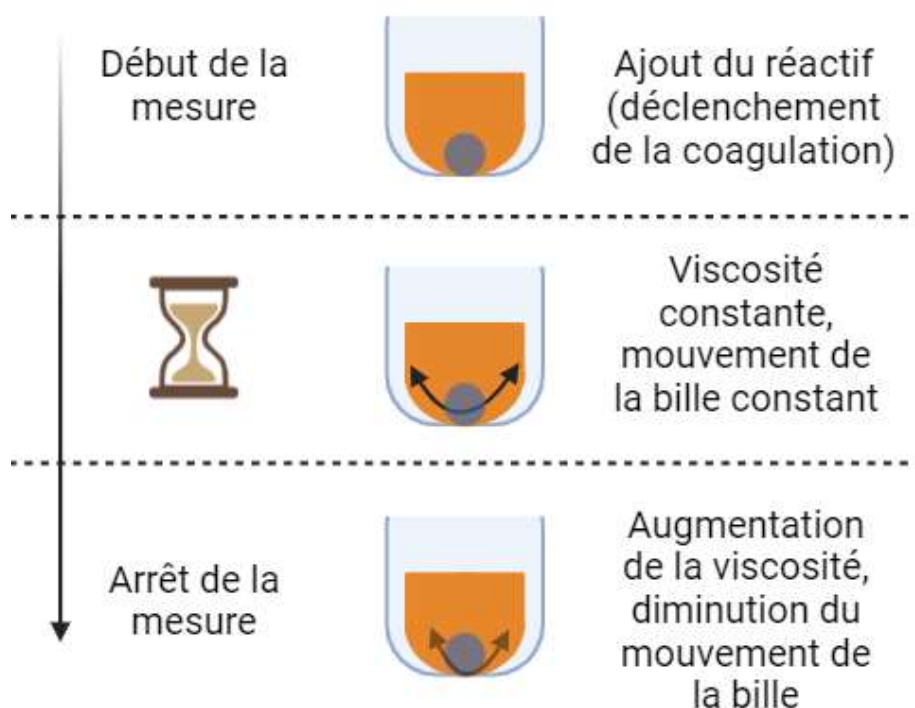 Début de la
mesure
Ajout du réactif
(déclenchement
de la coagulation)
Viscosité
constante,
mouvement de
la bille constant
Arrêt de la
mesure
Augmentation
de la viscosité,
diminution du
mouvement de
la bille